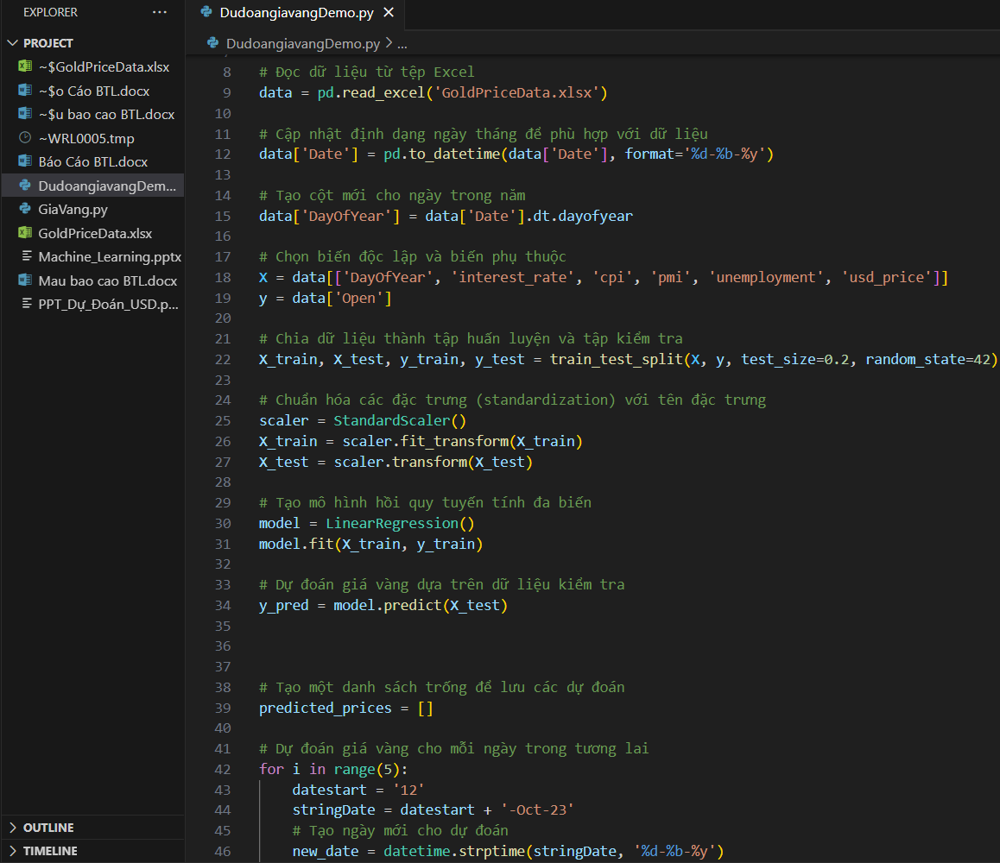 EXPLORER
PROJECT
~$GoldPriceData.xlsx
~$o Cáo BTL.docx
~$u bao cao BTL.docx
~WRL0005.tmp
Báo Cáo BTL.docx
DudoangiavangDem...
GiaVang.py
GoldPriceData.xlsx
Machine_Learning.pptx
Mau bao cao BTL.docx
PPT_Dự_Đoán_USD.p...
OUTLINE
TIMELINE
DudoangiavangDemo.py
DudoangiavangDemo.py > ...
8 # Đọc dữ liệu từ tệp Excel
9 data = pd.read_excel('GoldPriceData.xlsx')
10
11 # Cập nhật định dạng ngày tháng để phù hợp với dữ liệu
12 data['Date'] = pd.to_datetime(data['Date'], format='%d-%b-%y')
13
14 # Tạo cột mới cho ngày trong năm
15 data['DayOfYear'] = data['Date'].dt.dayofyear
16
17 # Chọn biến độc lập và biến phụ thuộc
18 X = data[['DayOfYear', 'interest_rate', 'cpi', 'pmi', 'unemployment', 'usd_price']]
19 y = data['Open']
20
21 # Chia dữ liệu thành tập huấn luyện và tập kiểm tra
22 X_train, X_test, y_train, y_test = train_test_split(X, y, test_size=0.2, random_state=42)
23
24 # Chuẩn hóa các đặc trưng (standardization) với tên đặc trưng
25 scaler = StandardScaler()
26 X_train = scaler.fit_transform(X_train)
27 X_test = scaler.transform(X_test)
28
29 # Tạo mô hình hồi quy tuyến tính đa biến
30 model = LinearRegression()
31 model.fit(X_train, y_train)
32
33 # Dự đoán giá vàng dựa trên dữ liệu kiểm tra
34 y_pred = model.predict(X_test)
35
36
37
38 # Tạo một danh sách trống để lưu các dự đoán
39 predicted_prices = []
40
41 # Dự đoán giá vàng cho mỗi ngày trong tương lai
42 for i in range(5):
43 datestart = '12'
44 stringDate = datestart + '-Oct-23'
45 # Tạo ngày mới cho dự đoán
46 new_date = datetime.strptime(stringDate, '%d-%b-%y')